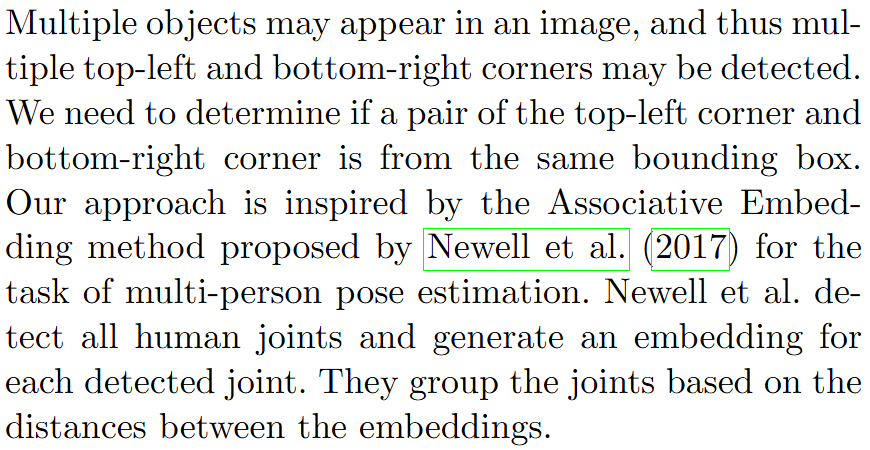 Multiple objects may appear in an image, and thus mul-
tiple top-left and bottom-right corners may be detected.
We need to determine if a pair of the top-left corner and
bottom-right corner is from the same bounding box.
Our approach is inspired by the Associative Embed-
ding method proposed by Newell et al. (2017) for the
task of multi-person pose estimation. Newell et al. de-
tect all human joints and generate an embedding for
each detected joint. They group the joints based on the
distances between the embeddings.